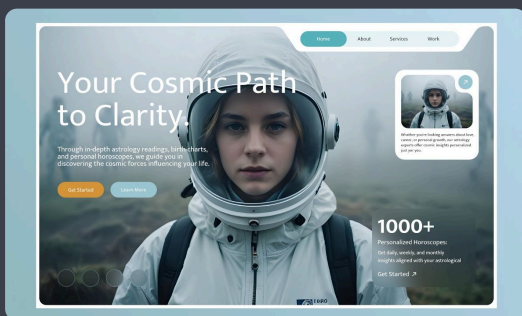 Home About Services Work
Your Cosmic Path
to Clarity.
Through in-depth astrology readings, birth charts,
and personal horoscopes, we guide you in
discovering the cosmic forces influencing your life.
Get Started Learn More
Whether you're looking answers about love,
career, or personal growth, our astrology
experts offer cosmic insights personalized
just for you.
1000+
Personalized Horoscopes:
Get daily, weekly, and monthly
insights aligned with your astrological
Get Started